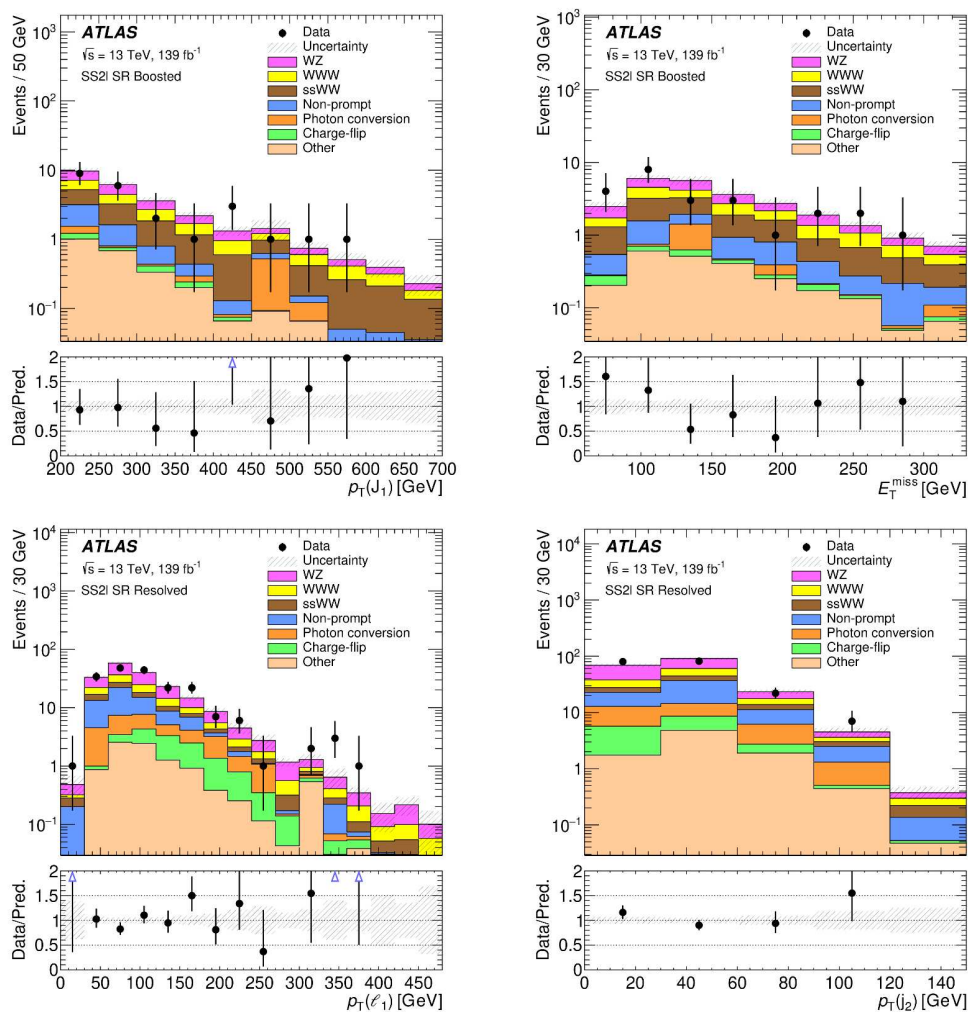 Events / 50 GeV
10³
10²
10
1
10⁻¹
ATLAS
√s = 13 TeV, 139 fb⁻¹
SS2l SR Boosted
Data
Uncertainty
WZ
WWW
ssWW
Non-prompt
Photon conversion
Charge-flip
Other
Data/Pred.
2
1.5
1
0.5
0
200 250 300 350 400 450 500 550 600 650 700
p_T(J₁) [GeV]
Events / 30 GeV
10³
10²
10
1
10⁻¹
ATLAS
√s = 13 TeV, 139 fb⁻¹
SS2l SR Boosted
Data
Uncertainty
WZ
WWW
ssWW
Non-prompt
Photon conversion
Charge-flip
Other
Data/Pred.
2
1.5
1
0.5
0
100 150 200 250 300
E_T^miss [GeV]
Events / 30 GeV
10⁴
10³
10²
10
1
10⁻¹
ATLAS
√s = 13 TeV, 139 fb⁻¹
SS2l SR Resolved
Data
Uncertainty
WZ
WWW
ssWW
Non-prompt
Photon conversion
Charge-flip
Other
Data/Pred.
2
1.5
1
0.5
0
0 50 100 150 200 250 300 350 400 450
p_T(ℓ₁) [GeV]
Events / 30 GeV
10⁴
10³
10²
10
1
10⁻¹
ATLAS
√s = 13 TeV, 139 fb⁻¹
SS2l SR Resolved
Data
Uncertainty
WZ
WWW
ssWW
Non-prompt
Photon conversion
Charge-flip
Other
Data/Pred.
2
1.5
1
0.5
0
0 20 40 60 80 100 120 140
p_T(j₂) [GeV]